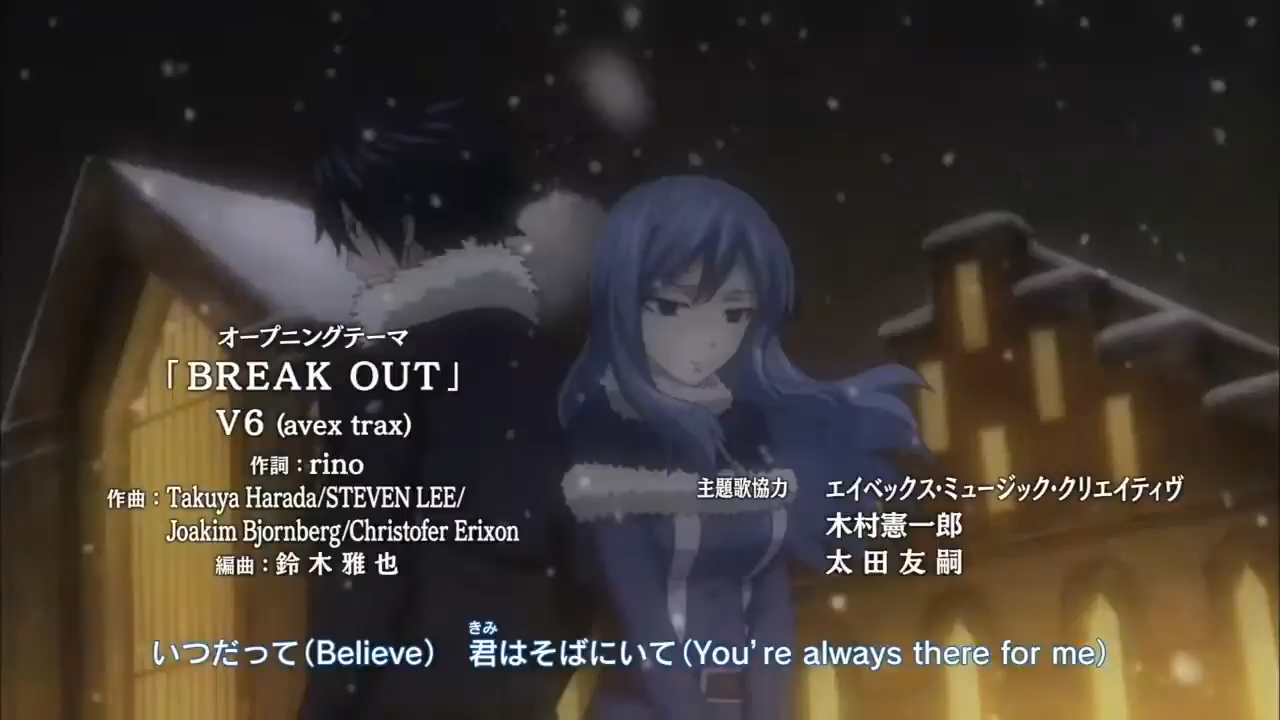 オープニングテーマ
「BREAK OUT」
V6 (avex trax)
作詞：rino
作曲：Takuya Harada/STEVEN LEE/
Joakim Bjornberg/Christofer Erixon
編曲：鈴木雅也
主題歌協力 エイベックス・ミュージック・クリエイティヴ
木村憲一郎
太田友嗣
きみ
いつだって(Believe) 君はそばにいて(You're always there for me)